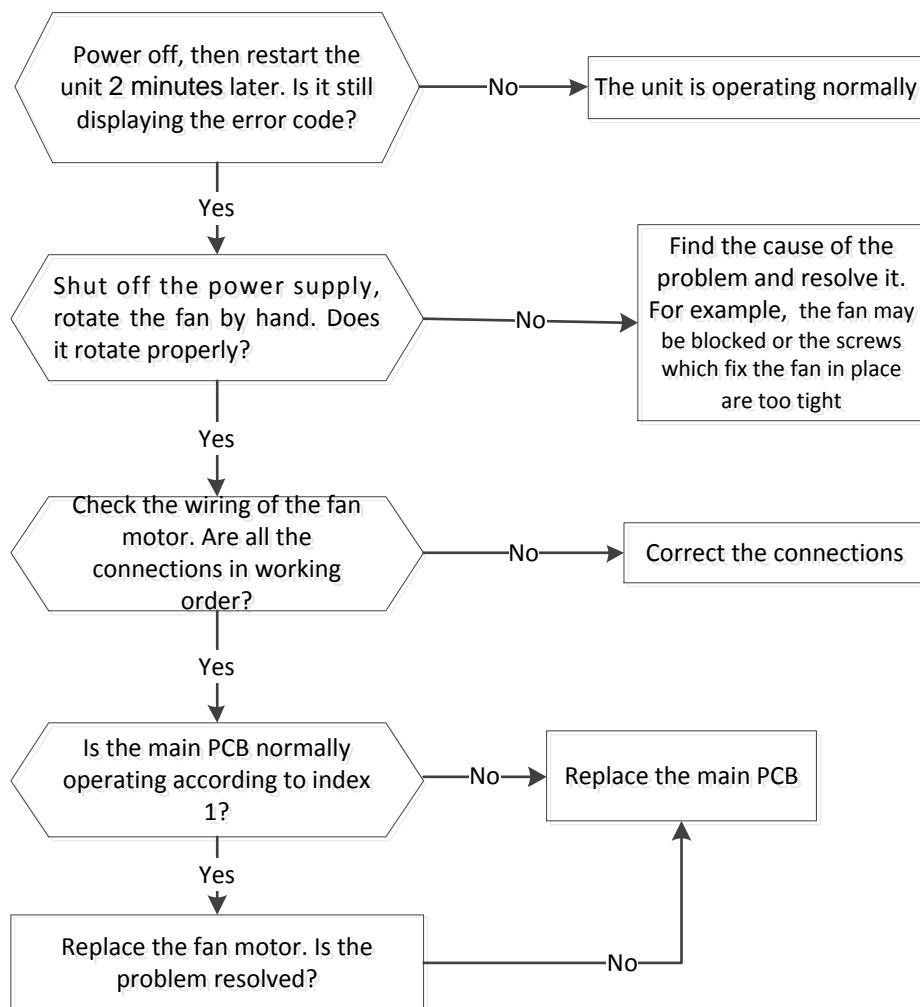 Power off, then restart the
unit 2 minutes later. Is it still
displaying the error code?
No
The unit is operating normally
Yes
Shut off the power supply,
rotate the fan by hand. Does
it rotate properly?
No
Find the cause of the
problem and resolve it.
For example, the fan may
be blocked or the screws
which fix the fan in place
are too tight
Yes
Check the wiring of the fan
motor. Are all the
connections in working
order?
No
Correct the connections
Yes
Is the main PCB normally
operating according to index
1?
No
Replace the main PCB
Yes
Replace the fan motor. Is the
problem resolved?
No